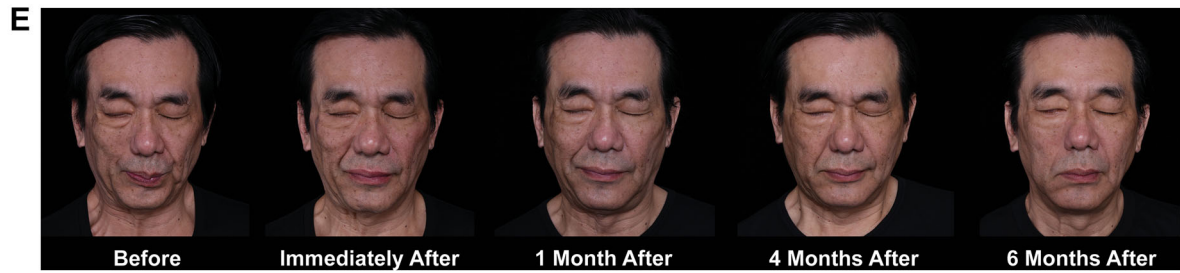 E
Before
Immediately After
1 Month After
4 Months After
6 Months After